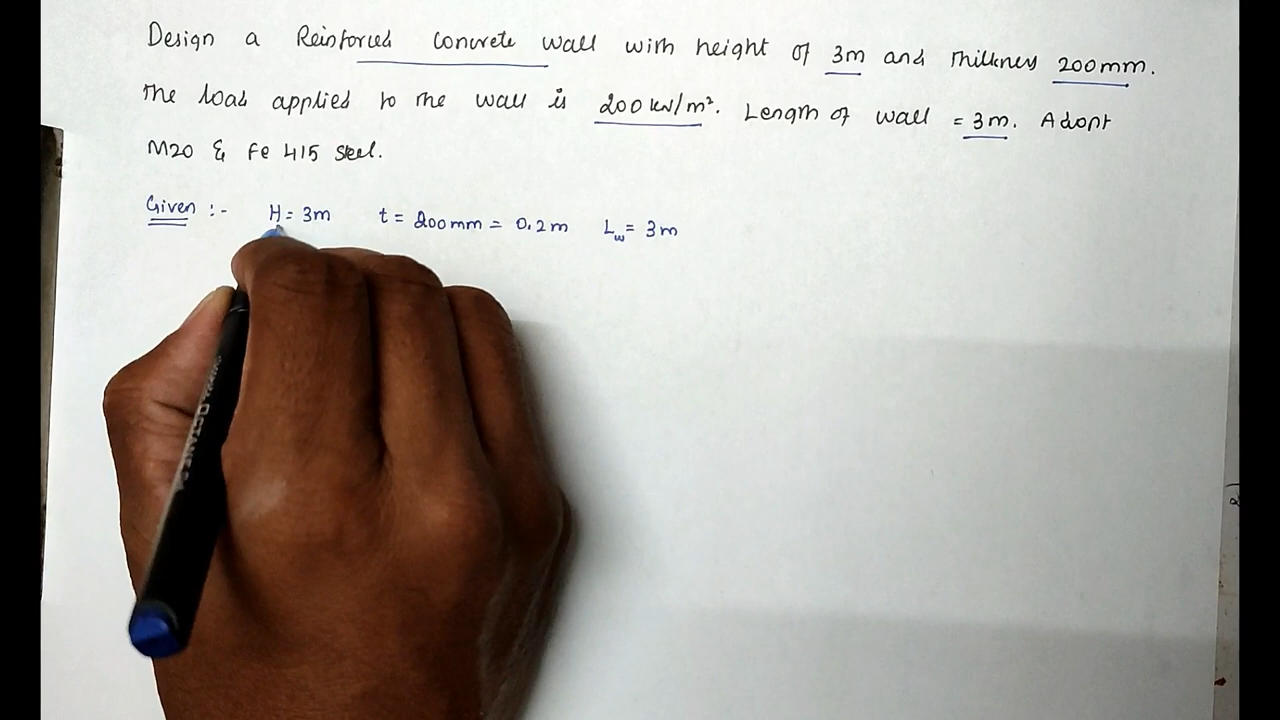 Design a Reinforced concrete wall with height of 3m and thickness 200mm.
The load applied to the wall is 200 kN/m². Length of wall = 3m. Adopt
M20 & Fe 415 Steel.
Given :- H = 3m t = 200mm = 0.2m Lw = 3m